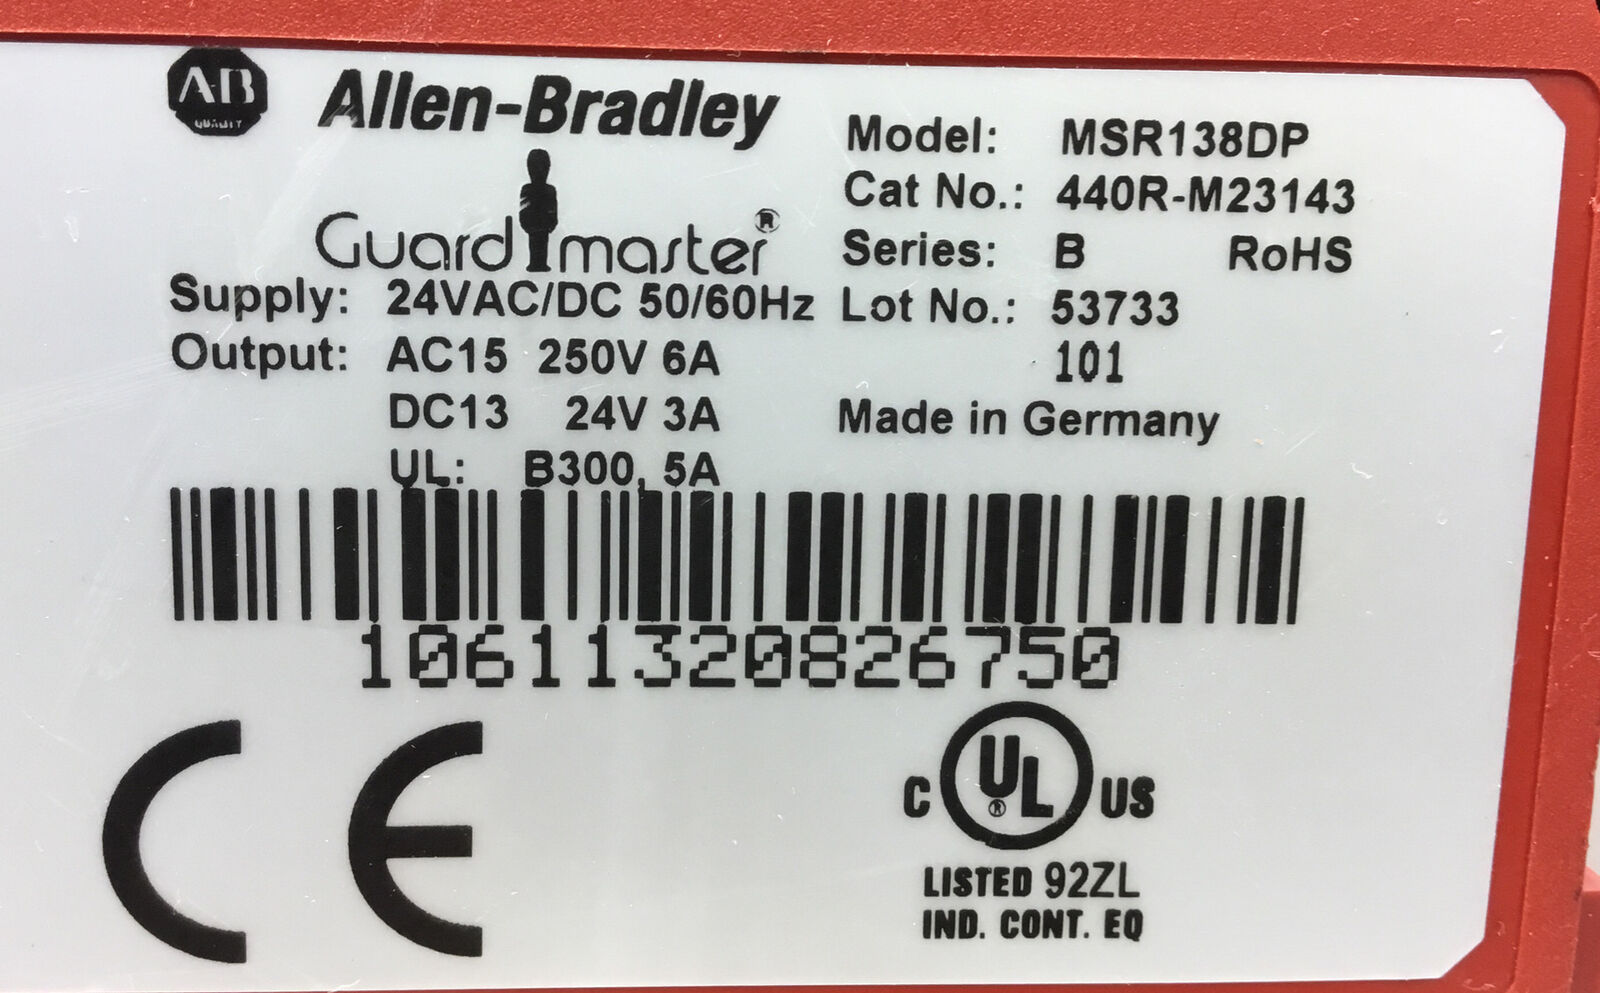 A-B
QUALITY
Allen-Bradley
Guardmaster®
Supply: 24VAC/DC 50/60Hz
Output: AC15 250V 6A
DC13 24V 3A
UL: B300, 5A
Model: MSR138DP
Cat No.: 440R-M23143
Series: B RoHS
Lot No.: 53733
101
Made in Germany
10611320826750
CE
C UL® US
LISTED 92ZL
IND. CONT. EQ